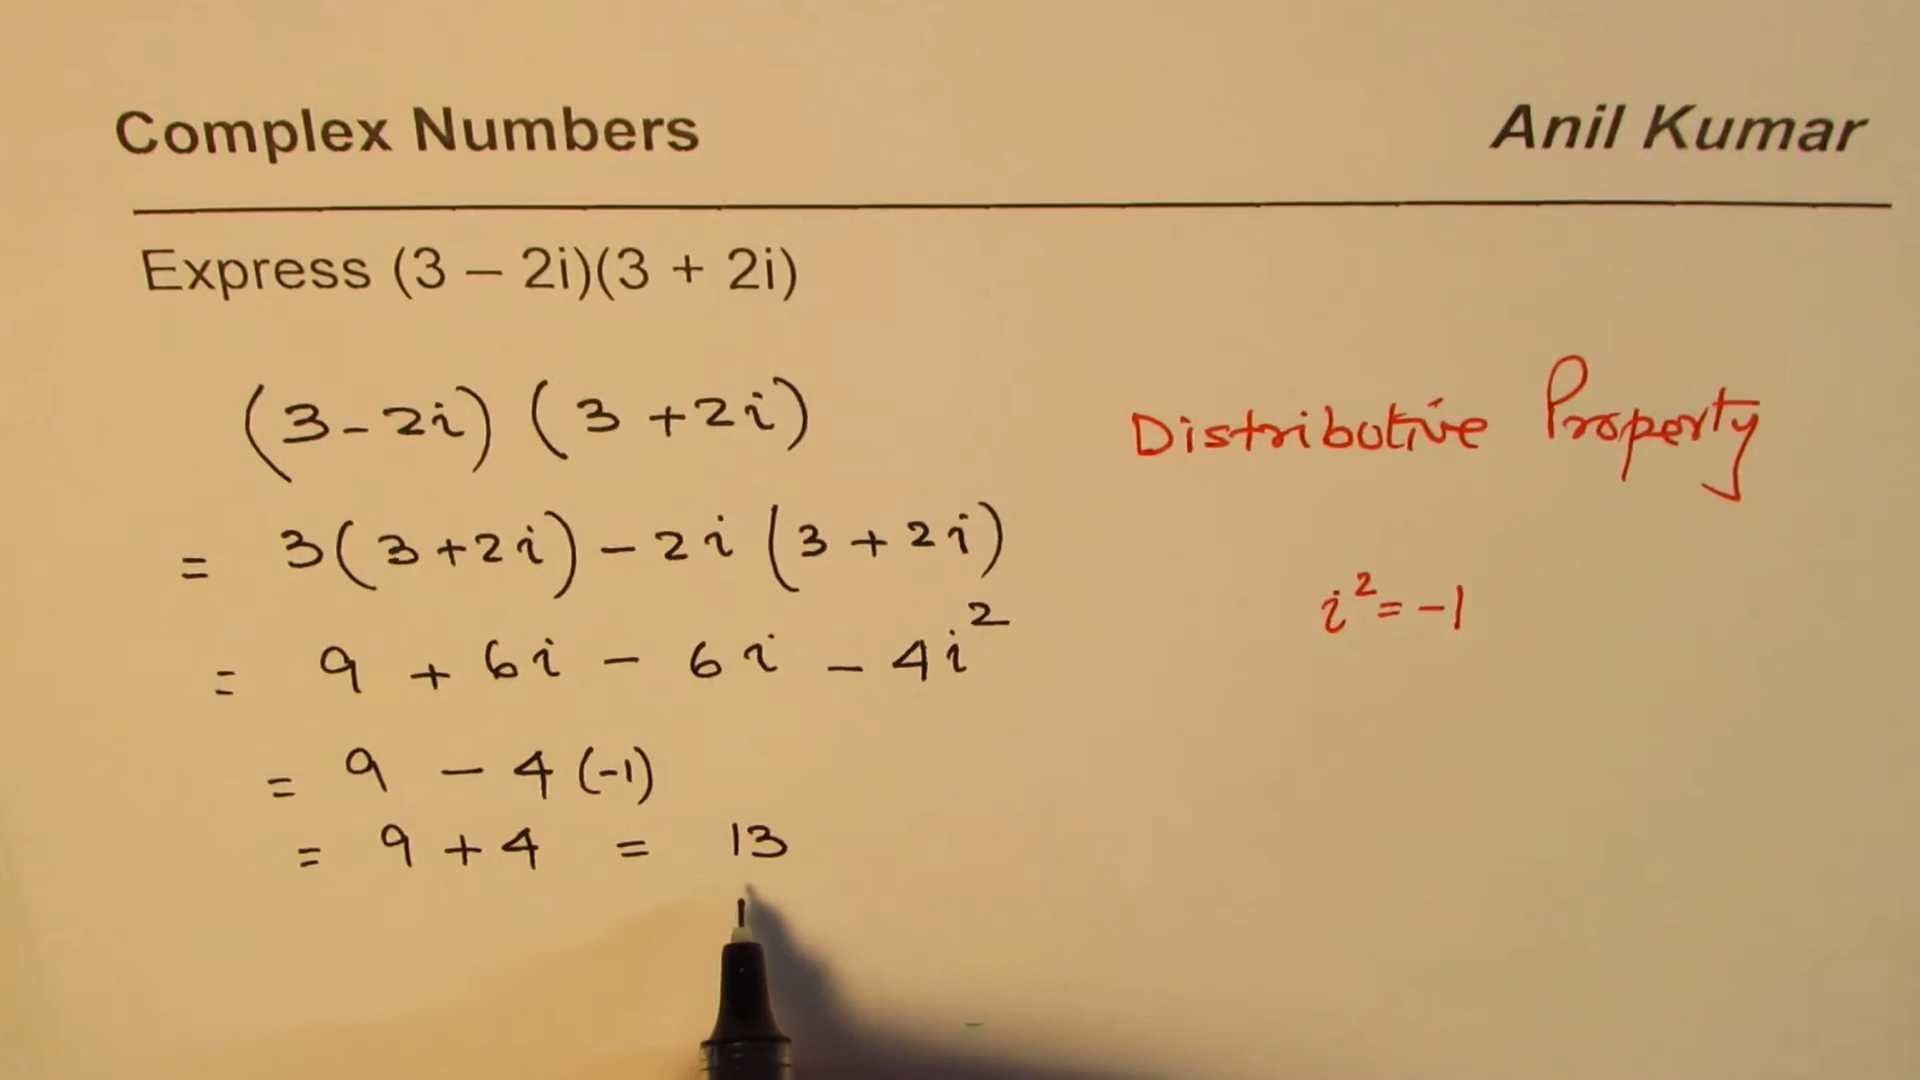 Complex Numbers Anil Kumar
Express (3 – 2i)(3 + 2i)
(3-2i) (3 +2i)
Distributive Property
= 3(3+2i) - 2i (3 + 2i)
i² = -1
= 9 + 6i - 6i - 4i²
= 9 - 4(-1)
= 9 + 4 = 13